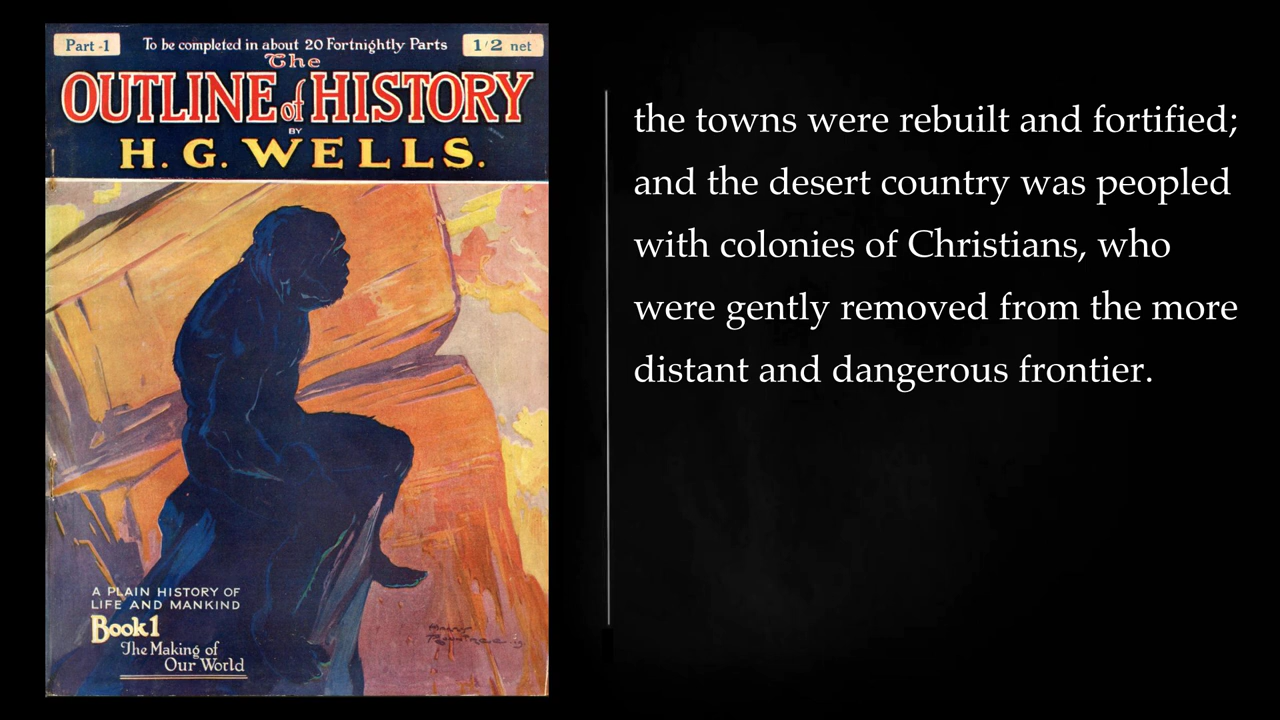 Part -1
To be completed in about 20 Fortnightly Parts
1/2 net
The
OUTLINE of HISTORY
BY
H. G. WELLS.
A PLAIN HISTORY OF
LIFE AND MANKIND
Book 1
The Making of
Our World
the towns were rebuilt and fortified;
and the desert country was peopled
with colonies of Christians, who
were gently removed from the more
distant and dangerous frontier.